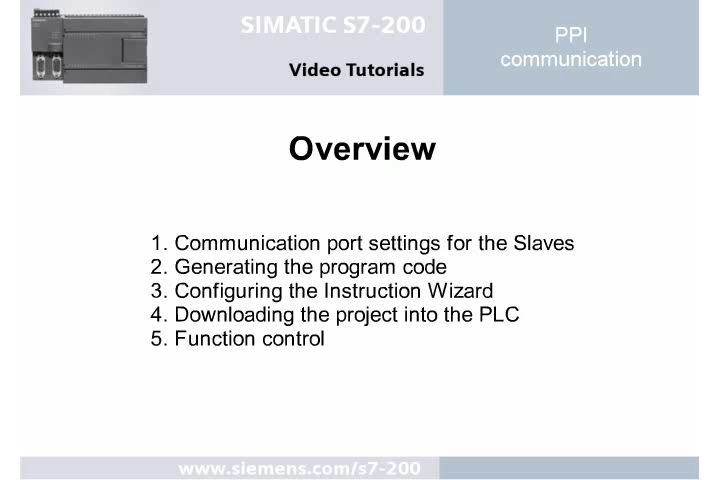 SIMATIC S7-200
Video Tutorials
PPI
communication
Overview
1. Communication port settings for the Slaves
2. Generating the program code
3. Configuring the Instruction Wizard
4. Downloading the project into the PLC
5. Function control
www.siemens.com/s7-200